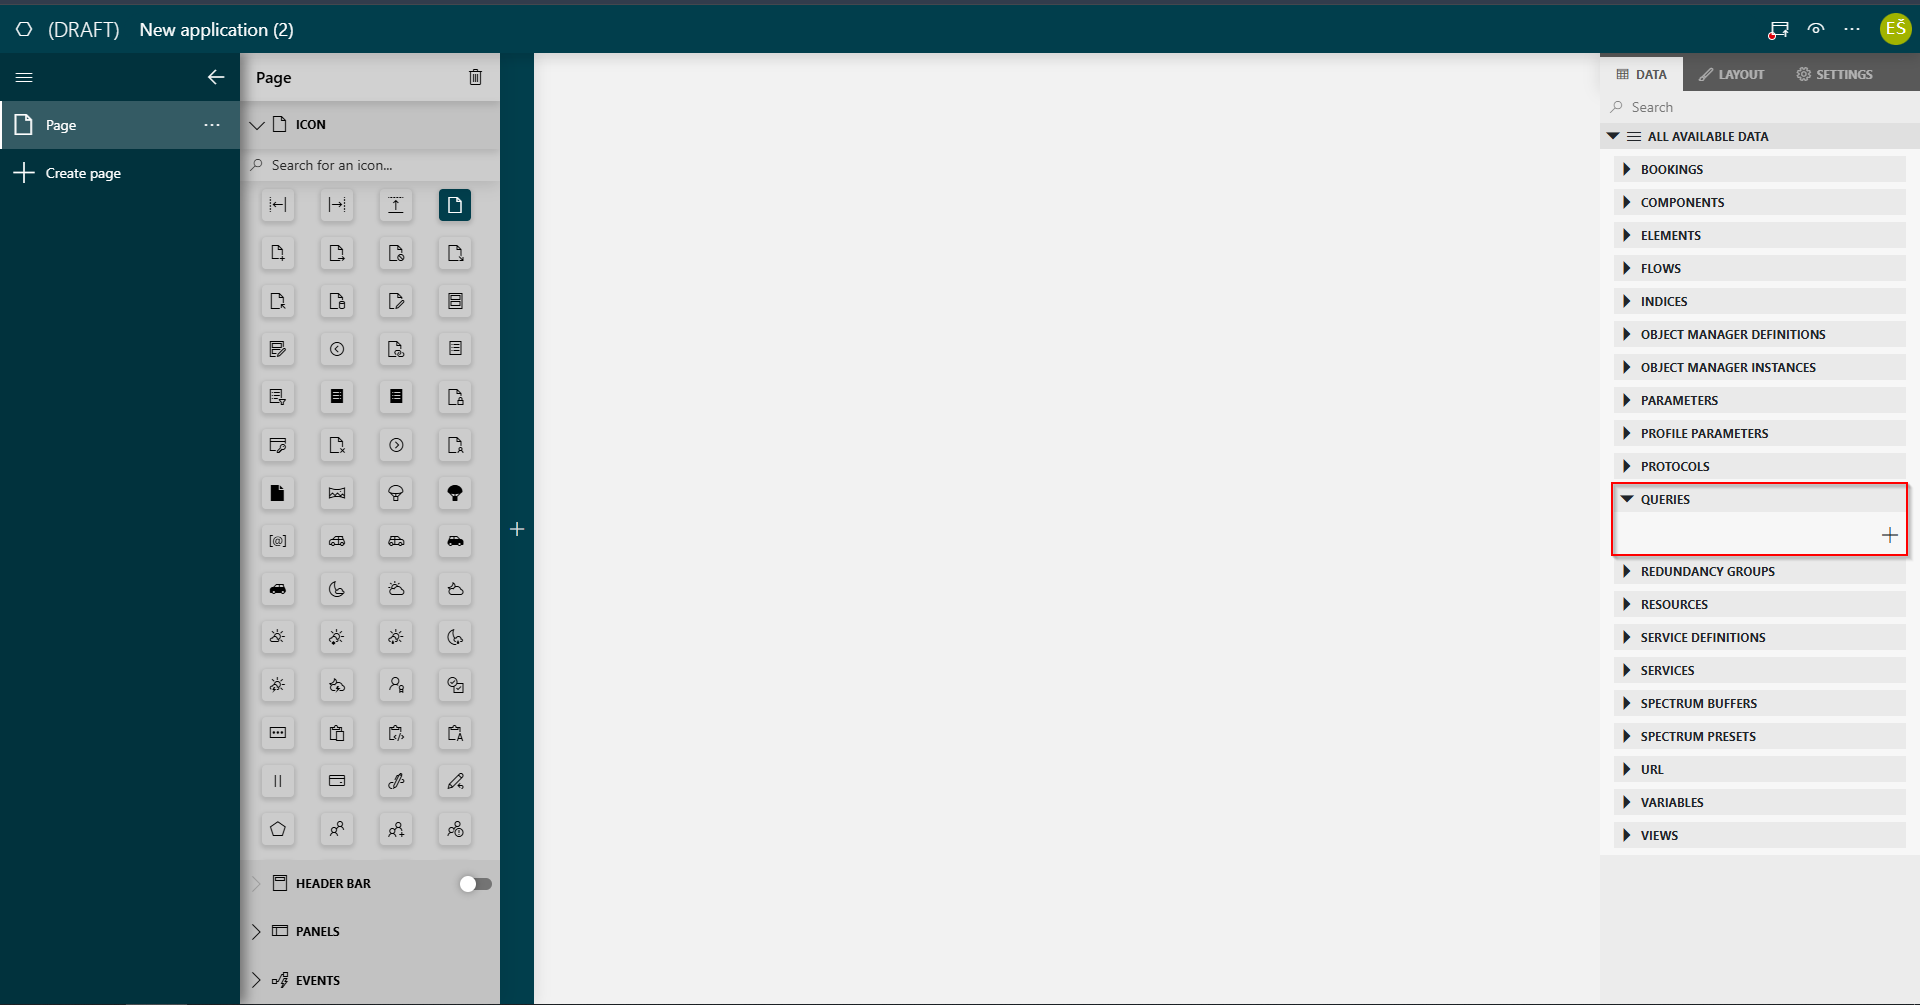 (DRAFT) New application (2)
EŠ
Page
Create page
Page
ICON
Search for an icon...
[@]
HEADER BAR
PANELS
EVENTS
DATA
LAYOUT
SETTINGS
Search
ALL AVAILABLE DATA
BOOKINGS
COMPONENTS
ELEMENTS
FLOWS
INDICES
OBJECT MANAGER DEFINITIONS
OBJECT MANAGER INSTANCES
PARAMETERS
PROFILE PARAMETERS
PROTOCOLS
QUERIES
REDUNDANCY GROUPS
RESOURCES
SERVICE DEFINITIONS
SERVICES
SPECTRUM BUFFERS
SPECTRUM PRESETS
URL
VARIABLES
VIEWS